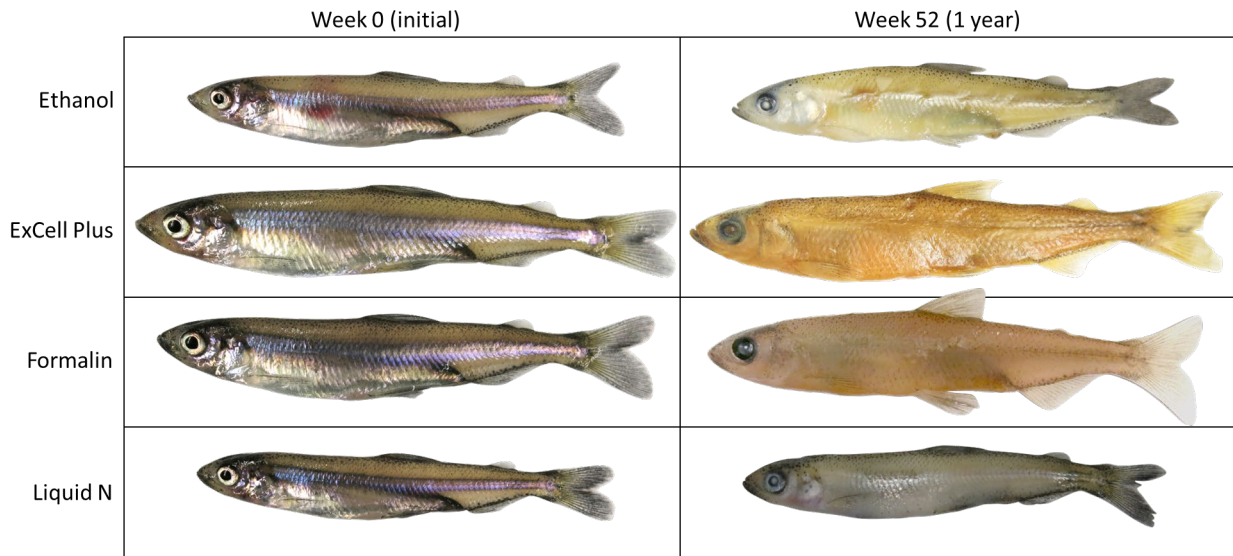 Week 0 (initial)
Week 52 (1 year)
Ethanol
ExCell Plus
Formalin
Liquid N